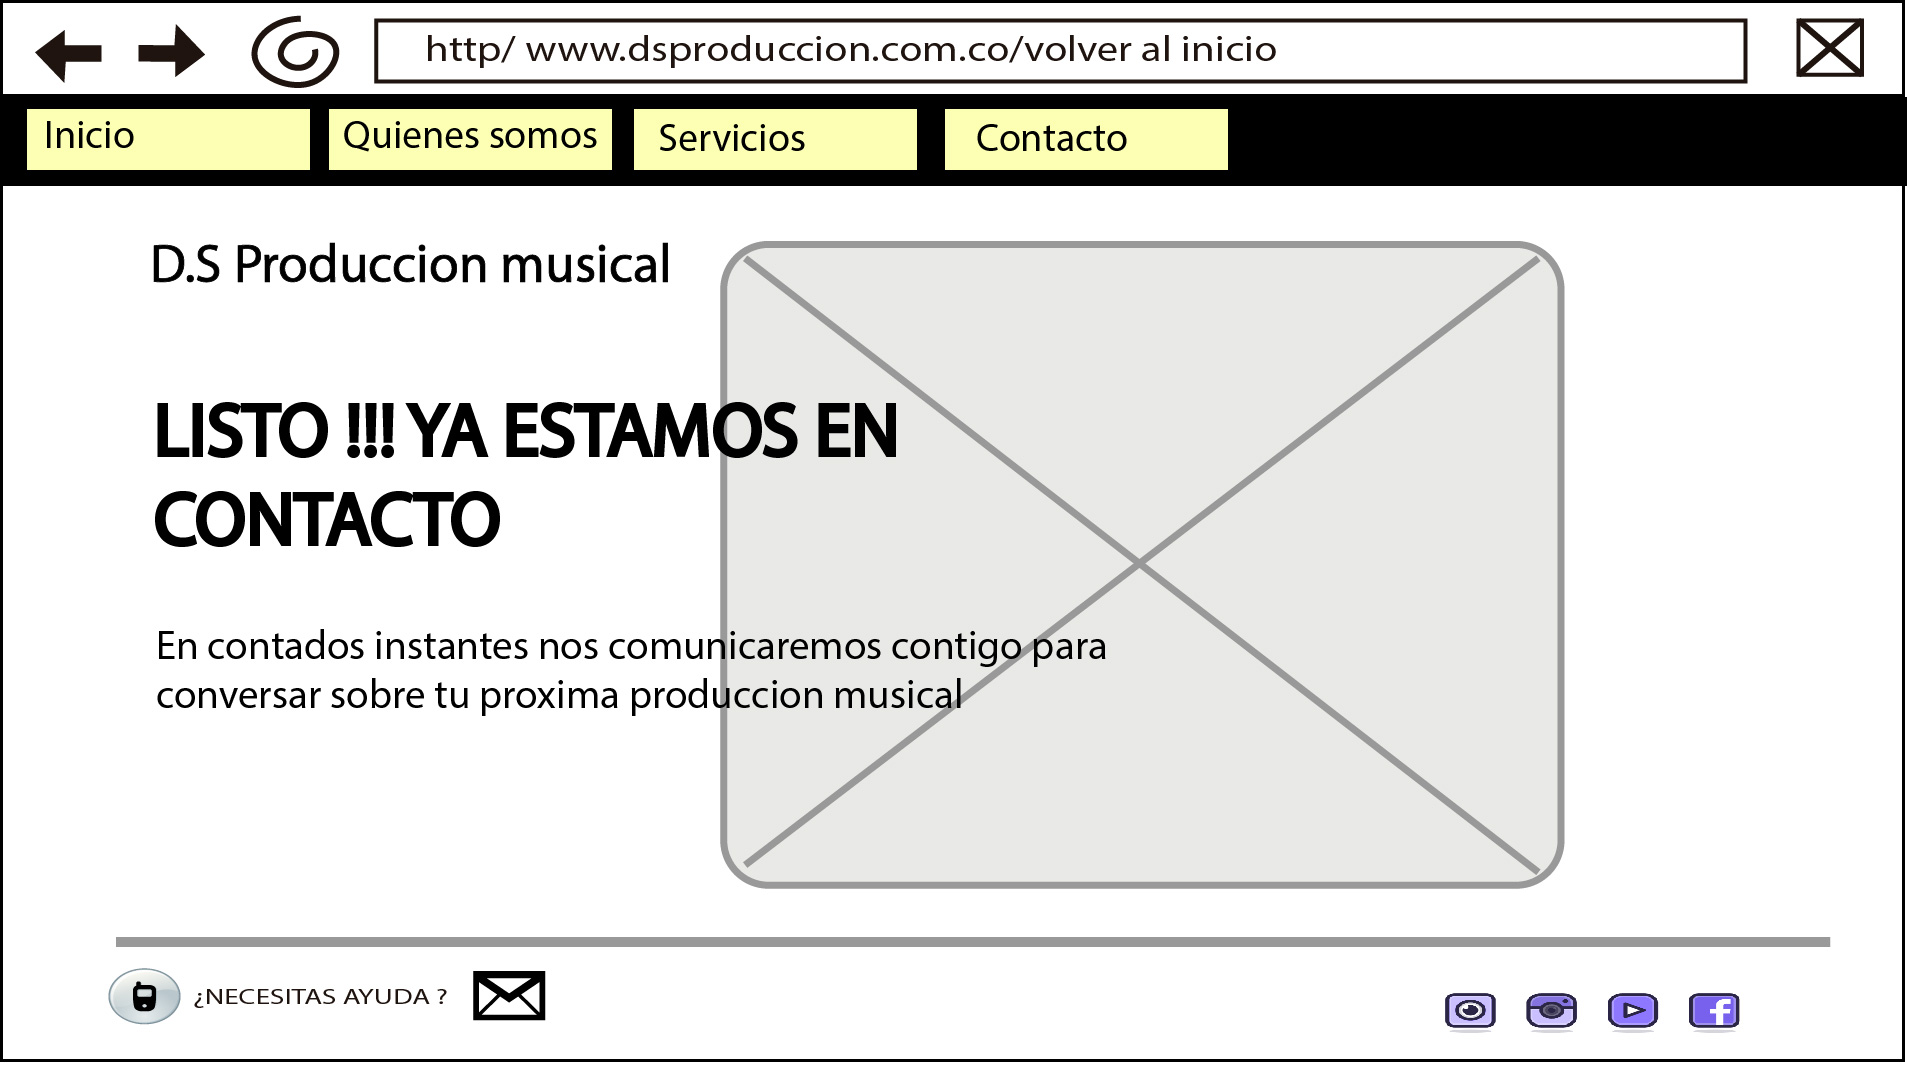 http/ www.dsproduccion.com.co/volver al inicio
Inicio
Quienes somos
Servicios
Contacto
D.S Produccion musical
LISTO !!! YA ESTAMOS EN
CONTACTO
En contados instantes nos comunicaremos contigo para
conversar sobre tu proxima produccion musical
¿NECESITAS AYUDA ?